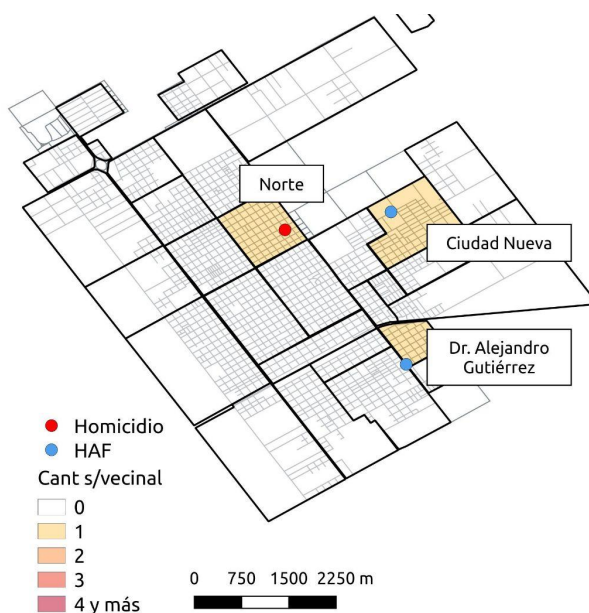 Norte
Ciudad Nueva
Dr. Alejandro
Gutiérrez
Homicidio
HAF
Cant s/vecinal
0
1
2
3
4 y más
0 750 1500 2250 m